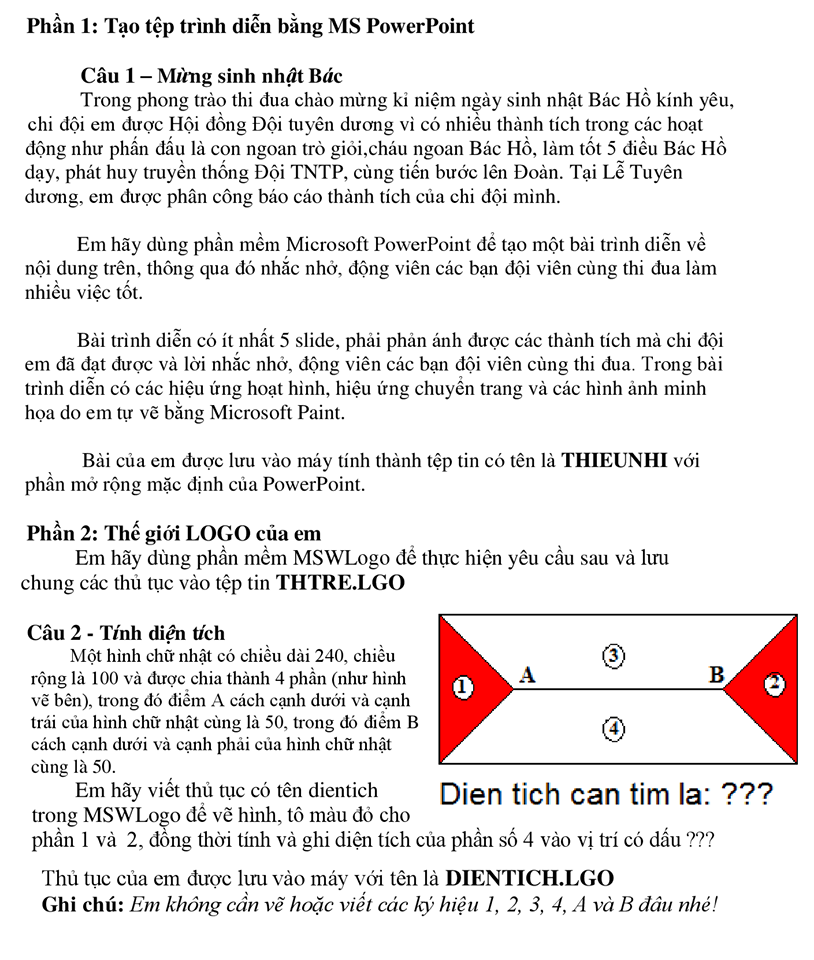 Phần 1: Tạo tệp trình diễn bằng MS PowerPoint
Câu 1 – Mừng sinh nhật Bác
Trong phong trào thi đua chào mừng kỉ niệm ngày sinh nhật Bác Hồ kính yêu,
chi đội em được Hội đồng Đội tuyên dương vì có nhiều thành tích trong các hoạt
động như phấn đấu là con ngoan trò giỏi,cháu ngoan Bác Hồ, làm tốt 5 điều Bác Hồ
dạy, phát huy truyền thống Đội TNTP, cùng tiến bước lên Đoàn. Tại Lễ Tuyên
dương, em được phân công báo cáo thành tích của chi đội mình.
Em hãy dùng phần mềm Microsoft PowerPoint để tạo một bài trình diễn về
nội dung trên, thông qua đó nhắc nhở, động viên các bạn đội viên cùng thi đua làm
nhiều việc tốt.
Bài trình diễn có ít nhất 5 slide, phải phản ánh được các thành tích mà chi đội
em đã đạt được và lời nhắc nhở, động viên các bạn đội viên cùng thi đua. Trong bài
trình diễn có các hiệu ứng hoạt hình, hiệu ứng chuyển trang và các hình ảnh minh
họa do em tự vẽ bằng Microsoft Paint.
Bài của em được lưu vào máy tính thành tệp tin có tên là THIEUNHI với
phần mở rộng mặc định của PowerPoint.
Phần 2: Thế giới LOGO của em
Em hãy dùng phần mềm MSWLogo để thực hiện yêu cầu sau và lưu
chung các thủ tục vào tệp tin THTRE.LGO
Câu 2 - Tính diện tích
Một hình chữ nhật có chiều dài 240, chiều
rộng là 100 và được chia thành 4 phần (như hình
vẽ bên), trong đó điểm A cách cạnh dưới và cạnh
trái của hình chữ nhật cùng là 50, trong đó điểm B
cách cạnh dưới và cạnh phải của hình chữ nhật
cùng là 50.
Em hãy viết thủ tục có tên dientich
trong MSWLogo để vẽ hình, tô màu đỏ cho
phần 1 và 2, đồng thời tính và ghi diện tích của phần số 4 vào vị trí có dấu ???
3
A
B
1
2
4
Dien tich can tim la: ???
Thủ tục của em được lưu vào máy với tên là DIENTICH.LGO
Ghi chú: Em không cần vẽ hoặc viết các ký hiệu 1, 2, 3, 4, A và B đâu nhé!